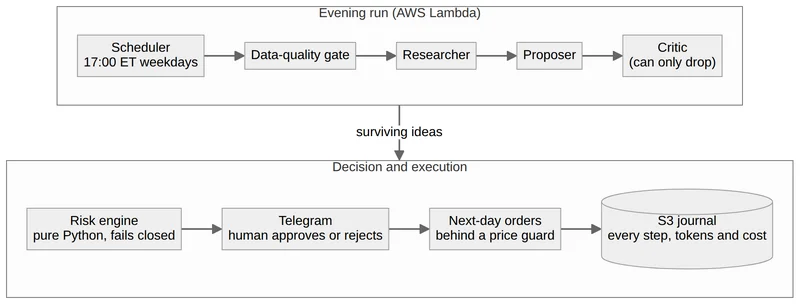 Evening run (AWS Lambda)
Scheduler
17:00 ET weekdays
Data-quality gate
Researcher
Proposer
Critic
(can only drop)
surviving ideas
Decision and execution
Risk engine
pure Python, fails closed
Telegram
human approves or rejects
Next-day orders
behind a price guard
S3 journal
every step, tokens and cost